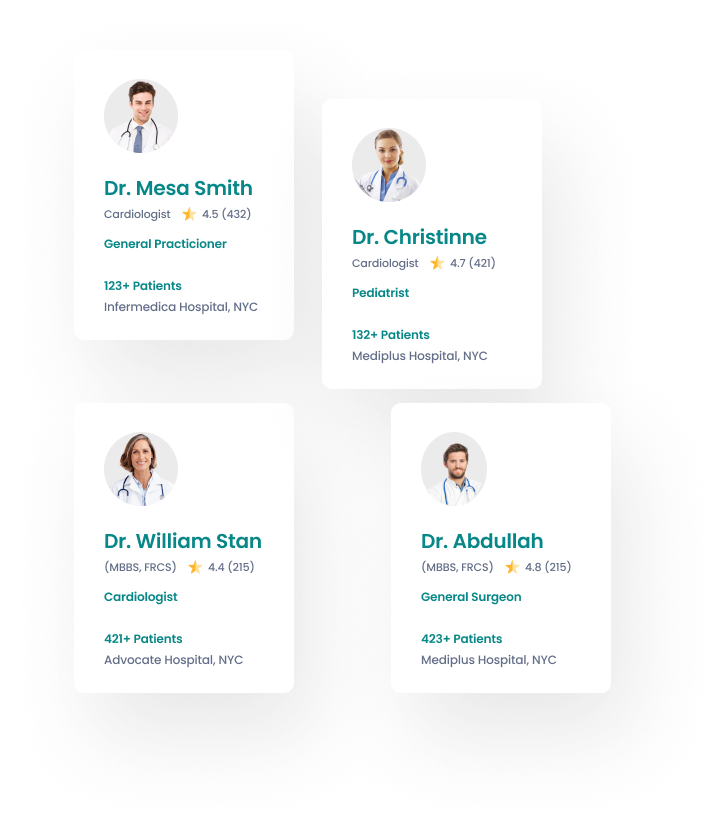 Dr. Mesa Smith
Cardiologist 4.5 (432)
General Practicioner
123+ Patients
Infermedica Hospital, NYC
Dr. Christinne
Cardiologist 4.7 (421)
Pediatrist
132+ Patients
Mediplus Hospital, NYC
Dr. William Stan
(MBBS, FRCS) 4.4 (215)
Cardiologist
421+ Patients
Advocate Hospital, NYC
Dr. Abdullah
(MBBS, FRCS) 4.8 (215)
General Surgeon
423+ Patients
Mediplus Hospital, NYC